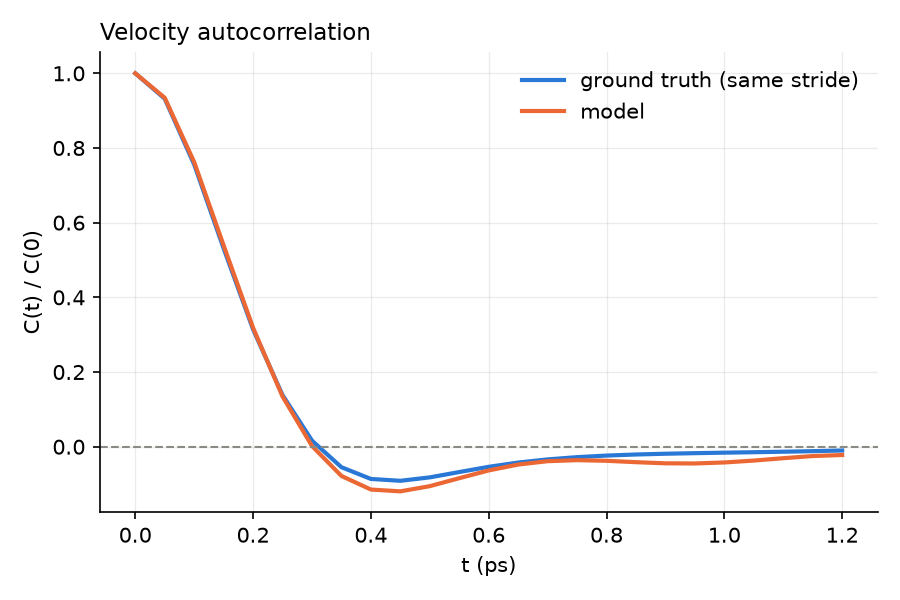 Velocity autocorrelation
ground truth (same stride)
model
C(t) / C(0)
1.0
0.8
0.6
0.4
0.2
0.0
0.0 0.2 0.4 0.6 0.8 1.0 1.2
t (ps)